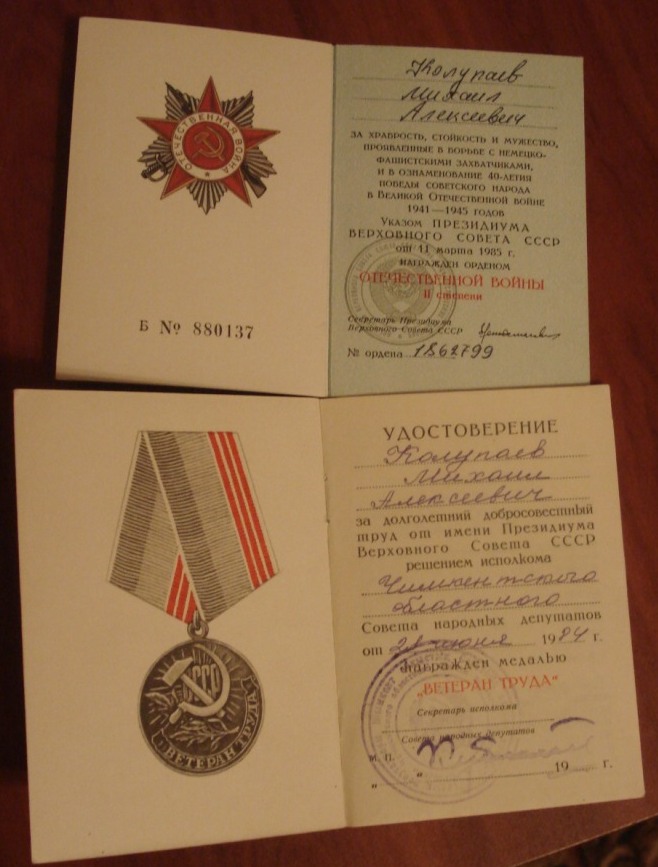 ОТЕЧЕСТВЕННАЯ ВОЙНА
Б № 880137
Колупаев
Михаил
Алексеевич
ЗА ХРАБРОСТЬ, СТОЙКОСТЬ И МУЖЕСТВО,
ПРОЯВЛЕННЫЕ В БОРЬБЕ С НЕМЕЦКО-
ФАШИСТСКИМИ ЗАХВАТЧИКАМИ,
И В ОЗНАМЕНОВАНИЕ 40-ЛЕТИЯ
ПОБЕДЫ СОВЕТСКОГО НАРОДА
В ВЕЛИКОЙ ОТЕЧЕСТВЕННОЙ ВОЙНЕ
1941—1945 ГОДОВ
УКАЗОМ ПРЕЗИДИУМА
ВЕРХОВНОГО СОВЕТА СССР
от 11 марта 1985 г.
НАГРАЖДЕН ОРДЕНОМ
ОТЕЧЕСТВЕННОЙ ВОЙНЫ
II степени
Секретарь Президиума
Верховного Совета СССР
№ ордена 1862799
СССР
ВЕТЕРАН ТРУДА
УДОСТОВЕРЕНИЕ
Колупаев
Михаил
Алексеевич
за долголетний добросовестный
труд от имени Президиума
Верховного Совета СССР
решением исполкома
Чимкентского
областного
Совета народных депутатов
от июня 1984 г.
Награжден медалью
„ВЕТЕРАН ТРУДА“
Секретарь исполкома
Совета народных депутатов
М. П.
„ “ 19 г.